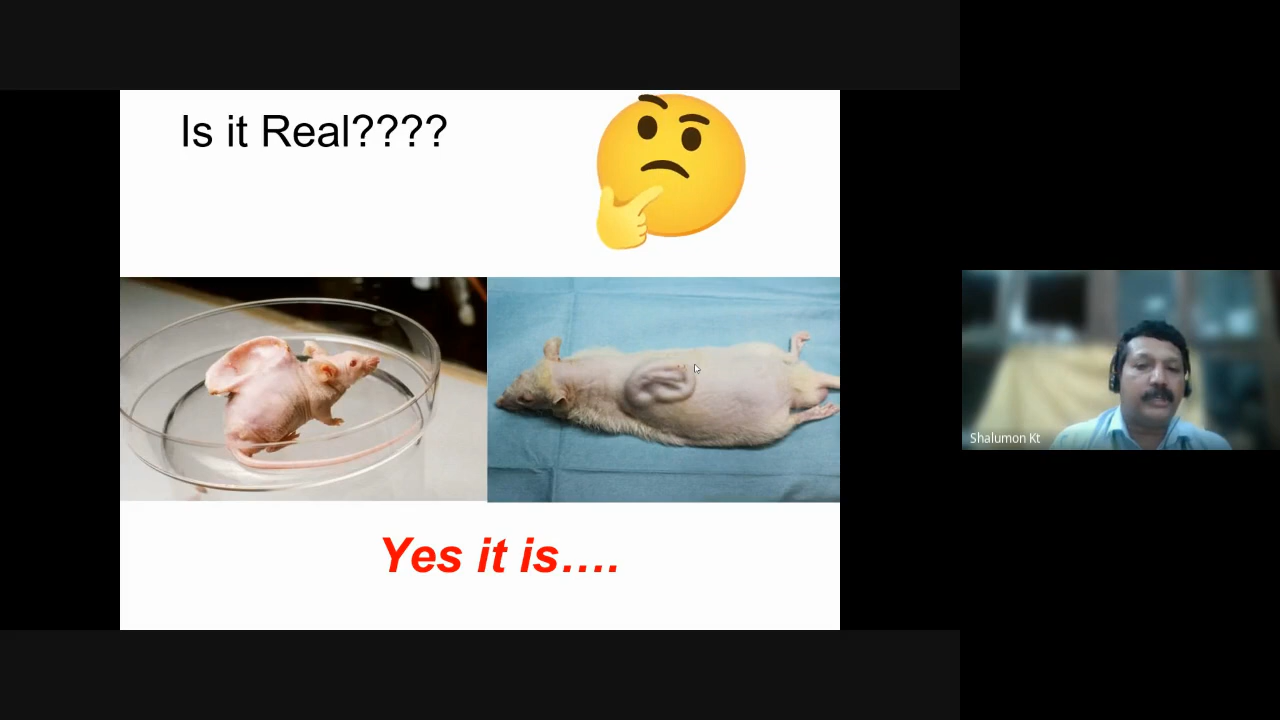 Is it Real????
Yes it is....
Shalumon Kt